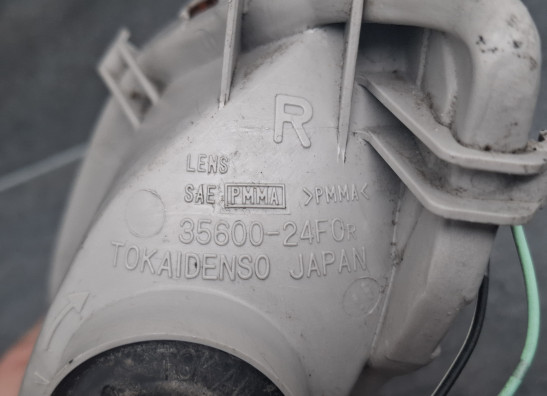 R
LENS
SAE PMMA >PMMA<
35600-24F0R
TOKAIDENSO JAPAN